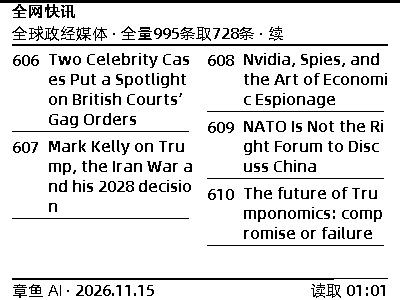 全网快讯
全球政经媒体 · 全量995条取728条 · 续
606 Two Celebrity Cas
es Put a Spotlight
on British Courts’
Gag Orders
607 Mark Kelly on Tru
mp, the Iran War a
nd his 2028 decisio
n
608 Nvidia, Spies, and
the Art of Economi
c Espionage
609 NATO Is Not the Ri
ght Forum to Disc
uss China
610 The future of Tru
mponomics: comp
romise or failure
章鱼 AI · 2026.11.15
读取 01:01